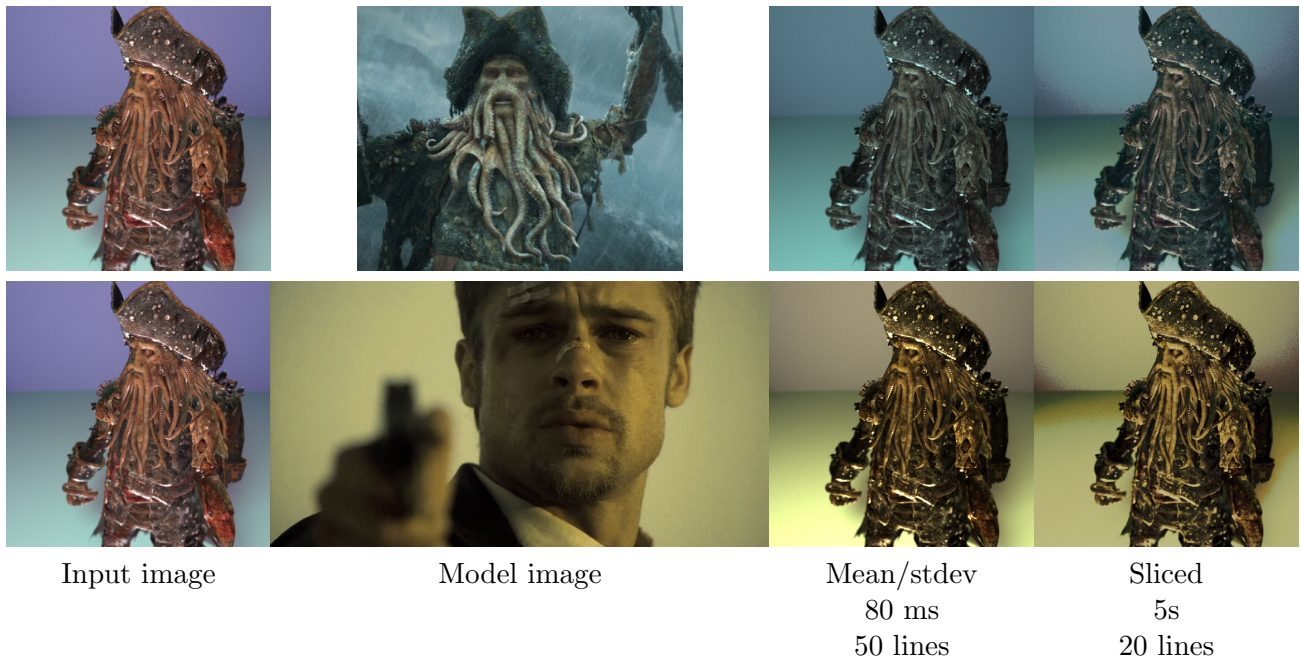 Input image
Model image
Mean/stdev
80 ms
50 lines
Sliced
5s
20 lines